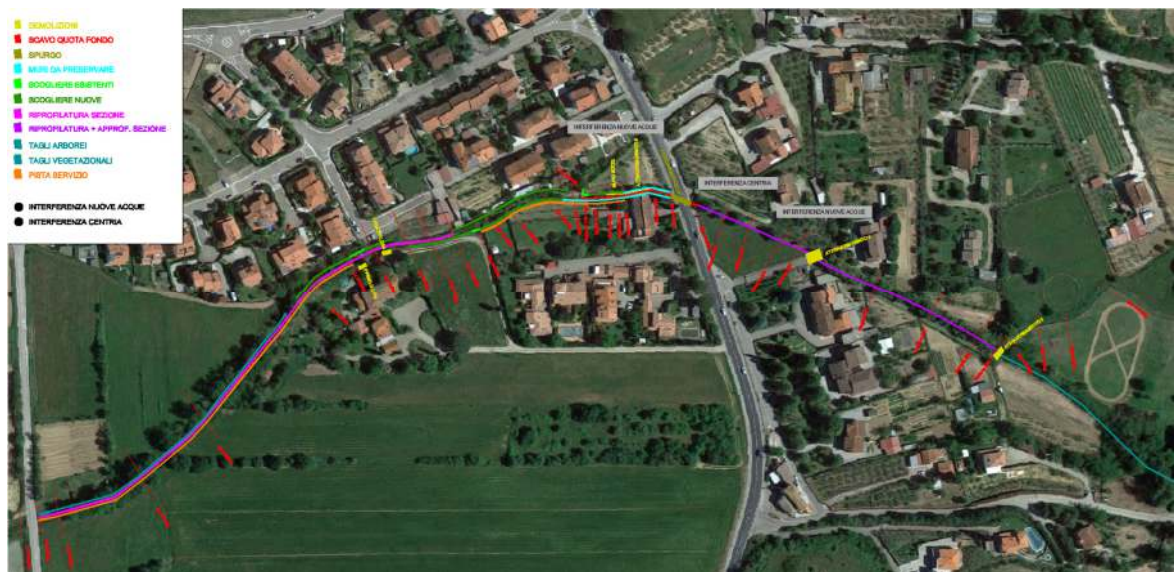 DEMOLIZIONI
SCAVO QUOTA FONDO
SPURGO
MURI DA PRESERVARE
SCOGLIERE ESISTENTI
SCOGLIERE NUOVE
RIPROFILATURA SEZIONE
RIPROFILATURA + APPROF. SEZIONE
TAGLI ARBOREI
TAGLI VEGETAZIONALI
PISTA SERVIZIO
INTERFERENZA NUOVE ACQUE
INTERFERENZA CENTRIA
INTERFERENZA NUOVE ACQUE
INTERFERENZA CENTRIA
INTERFERENZA NUOVE ACQUE